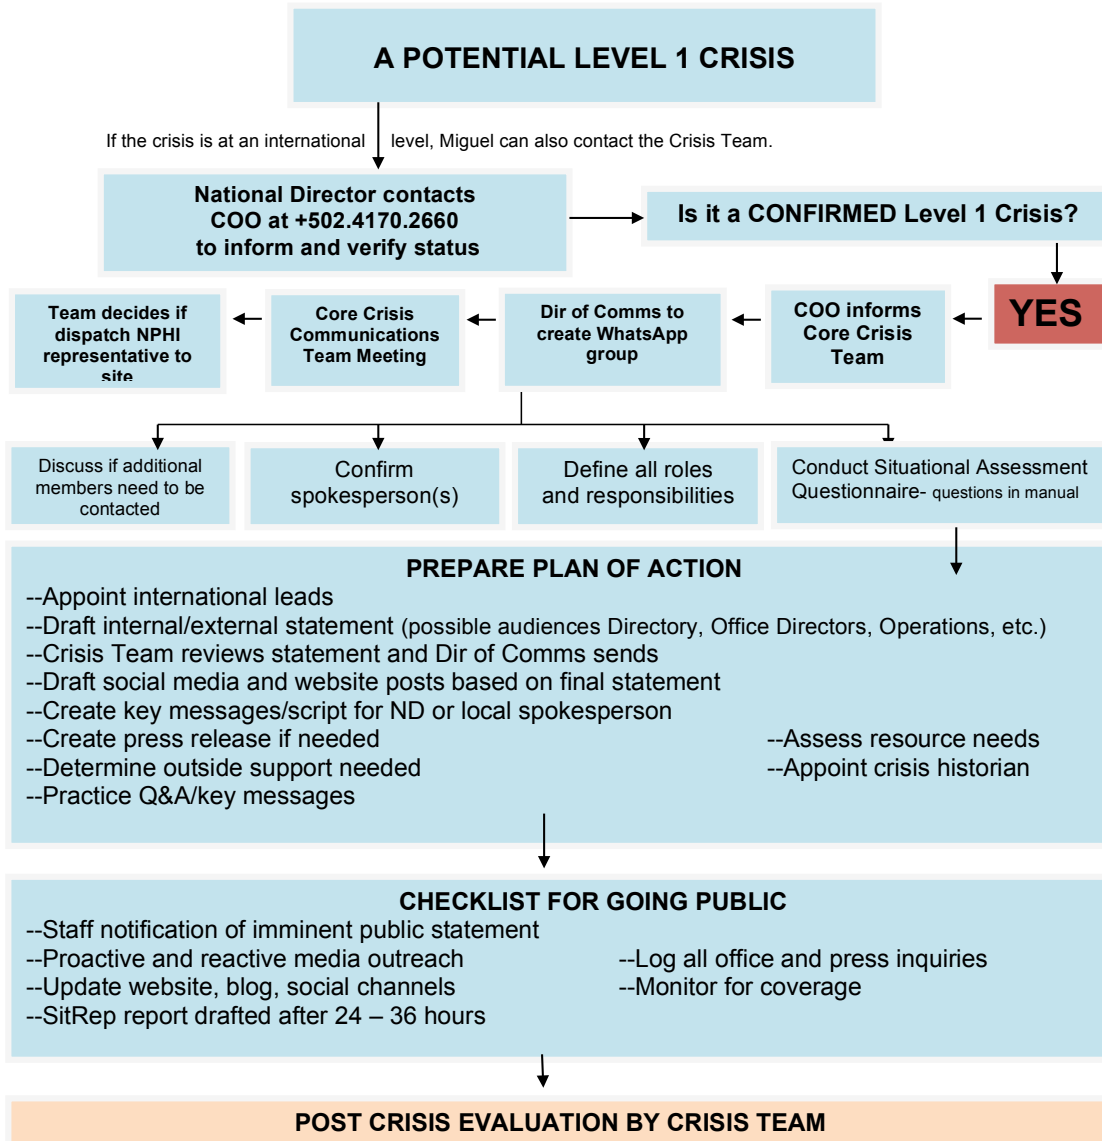 A POTENTIAL LEVEL 1 CRISIS
If the crisis is at an international level, Miguel can also contact the Crisis Team.
National Director contacts
COO at +502.4170.2660
to inform and verify status
Is it a CONFIRMED Level 1 Crisis?
YES
COO informs
Core Crisis
Team
Dir of Comms to
create WhatsApp
group
Core Crisis
Communications
Team Meeting
Team decides if
dispatch NPHI
representative to
site
Discuss if additional
members need to be
contacted
Confirm
spokesperson(s)
Define all roles
and responsibilities
Conduct Situational Assessment
Questionnaire- questions in manual
PREPARE PLAN OF ACTION
--Appoint international leads
--Draft internal/external statement (possible audiences Directory, Office Directors, Operations, etc.)
--Crisis Team reviews statement and Dir of Comms sends
--Draft social media and website posts based on final statement
--Create key messages/script for ND or local spokesperson
--Create press release if needed
--Assess resource needs
--Determine outside support needed
--Appoint crisis historian
--Practice Q&A/key messages
CHECKLIST FOR GOING PUBLIC
--Staff notification of imminent public statement
--Proactive and reactive media outreach
--Log all office and press inquiries
--Update website, blog, social channels
--Monitor for coverage
--SitRep report drafted after 24 – 36 hours
POST CRISIS EVALUATION BY CRISIS TEAM